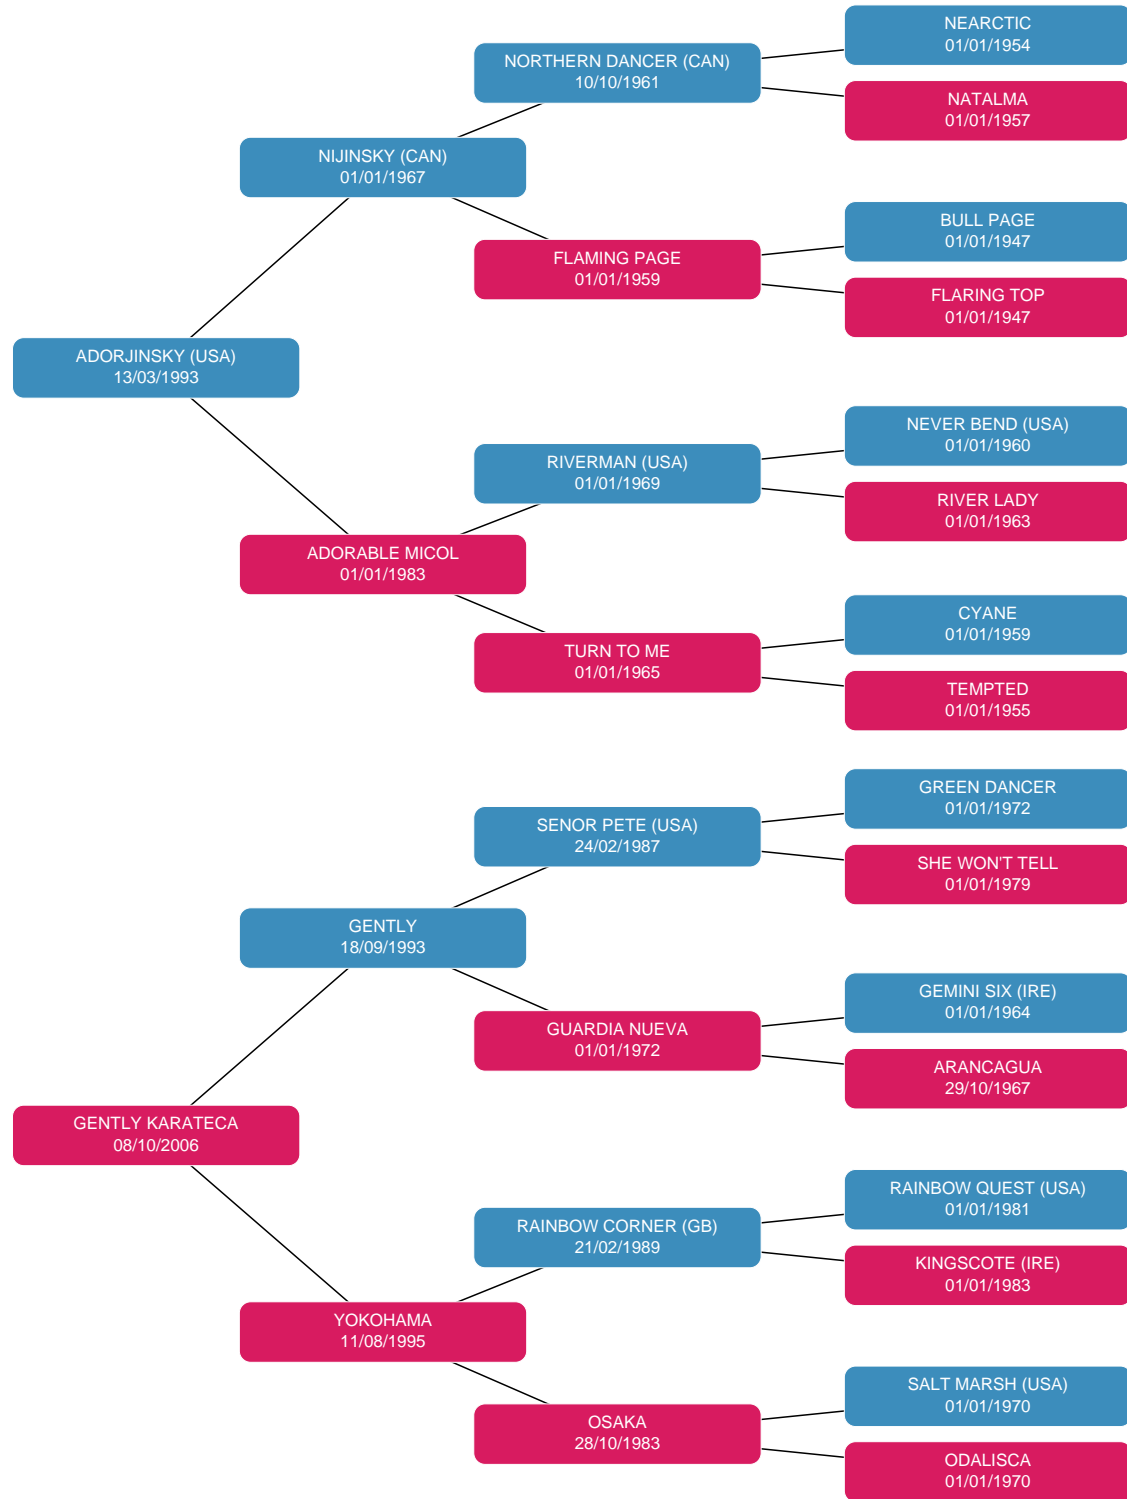 NEARCTIC
01/01/1954
NORTHERN DANCER (CAN)
10/10/1961
NATALMA
01/01/1957
NIJINSKY (CAN)
01/01/1967
BULL PAGE
01/01/1947
FLAMING PAGE
01/01/1959
FLARING TOP
01/01/1947
ADORJINSKY (USA)
13/03/1993
NEVER BEND (USA)
01/01/1960
RIVERMAN (USA)
01/01/1969
RIVER LADY
01/01/1963
ADORABLE MICOL
01/01/1983
CYANE
01/01/1959
TURN TO ME
01/01/1965
TEMPTED
01/01/1955
GREEN DANCER
01/01/1972
SENOR PETE (USA)
24/02/1987
SHE WON'T TELL
01/01/1979
GENTLY
18/09/1993
GEMINI SIX (IRE)
01/01/1964
GUARDIA NUEVA
01/01/1972
ARANCAGUA
29/10/1967
GENTLY KARATECA
08/10/2006
RAINBOW QUEST (USA)
01/01/1981
RAINBOW CORNER (GB)
21/02/1989
KINGSCOTE (IRE)
01/01/1983
YOKOHAMA
11/08/1995
SALT MARSH (USA)
01/01/1970
OSAKA
28/10/1983
ODALISCA
01/01/1970